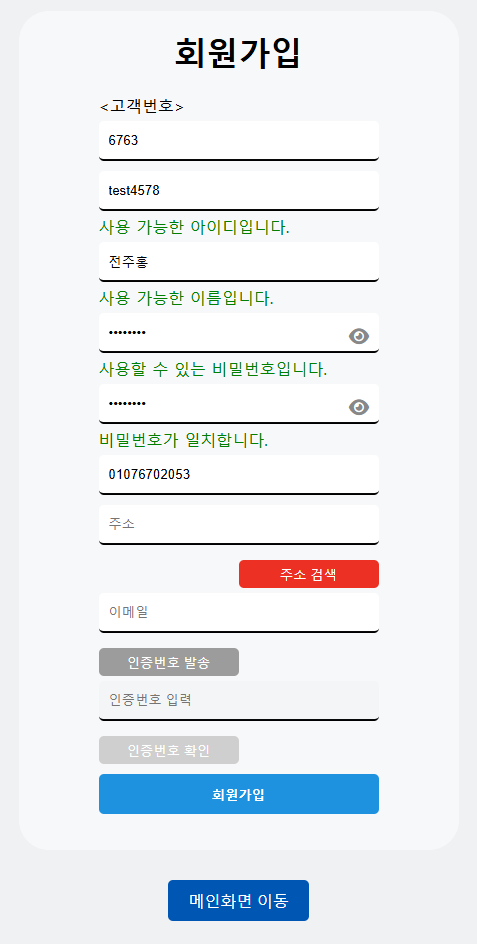 회원가입
<고객번호>
6763
test4578
사용 가능한 아이디입니다.
전주홍
사용 가능한 이름입니다.
••••••••
사용할 수 있는 비밀번호입니다.
••••••••
비밀번호가 일치합니다.
01076702053
주소
주소 검색
이메일
인증번호 발송
인증번호 입력
인증번호 확인
회원가입
메인화면 이동